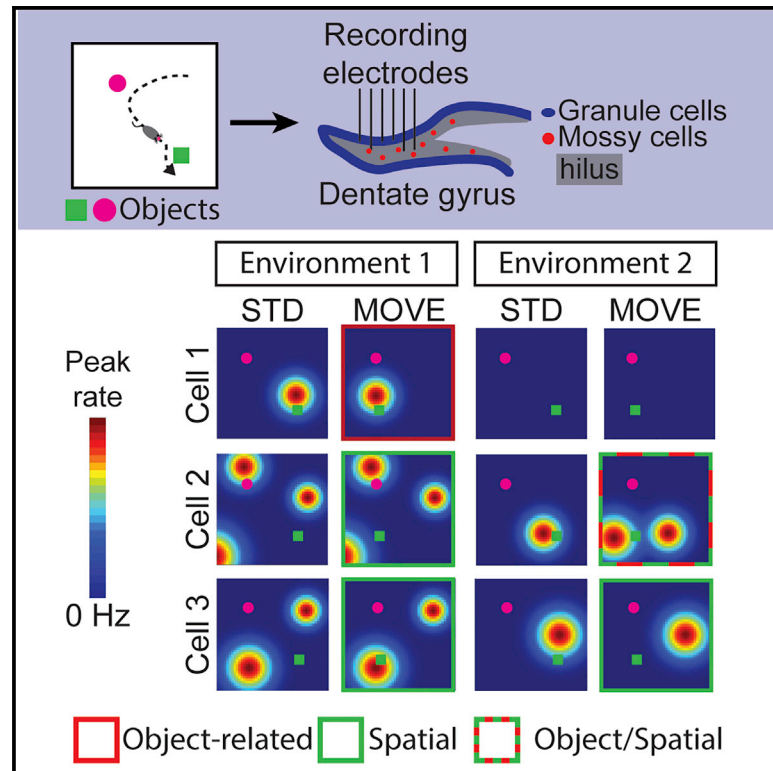 Recording
electrodes
Granule cells
Mossy cells
hilus
Dentate gyrus
Objects
Environment 1 Environment 2
STD MOVE STD MOVE
Peak
rate
0 Hz
Cell 1
Cell 2
Cell 3
Object-related Spatial Object/Spatial